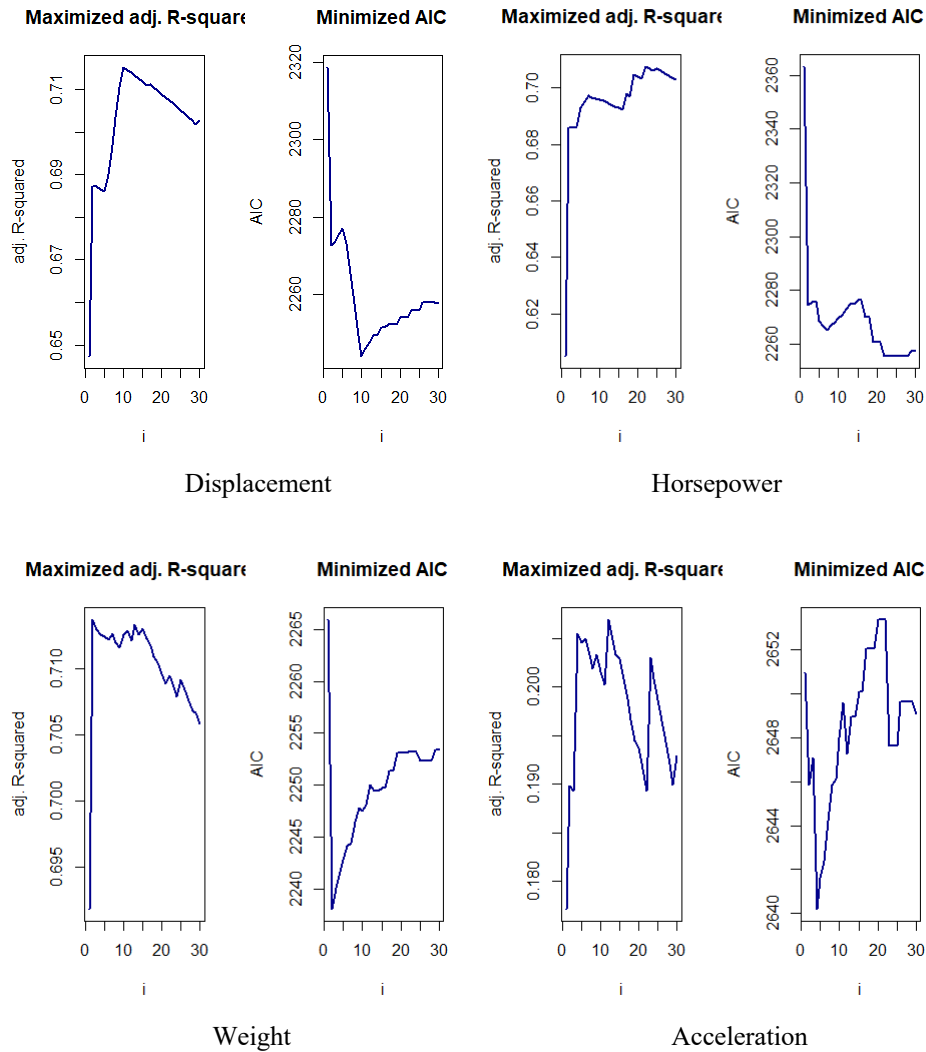 Maximized adj. R-square
Minimized AIC
Maximized adj. R-square
Minimized AIC
adj. R-squared
0.65 0.67 0.69 0.71
0 10 20 30
i
AIC
2260 2280 2300 2320
0 10 20 30
i
adj. R-squared
0.62 0.64 0.66 0.68 0.70
0 10 20 30
i
AIC
2260 2280 2300 2320 2340 2360
0 10 20 30
i
Displacement
Horsepower
Maximized adj. R-square
Minimized AIC
Maximized adj. R-square
Minimized AIC
adj. R-squared
0.695 0.700 0.705 0.710
0 10 20 30
i
AIC
2240 2245 2250 2255 2260 2265
0 10 20 30
i
adj. R-squared
0.180 0.190 0.200
0 10 20 30
i
AIC
2640 2644 2648 2652
0 10 20 30
i
Weight
Acceleration